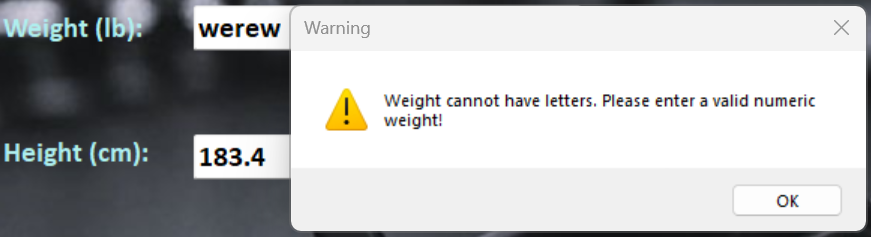 Weight (lb):
werew
Warning
Weight cannot have letters. Please enter a valid numeric
weight!
Height (cm):
183.4
OK